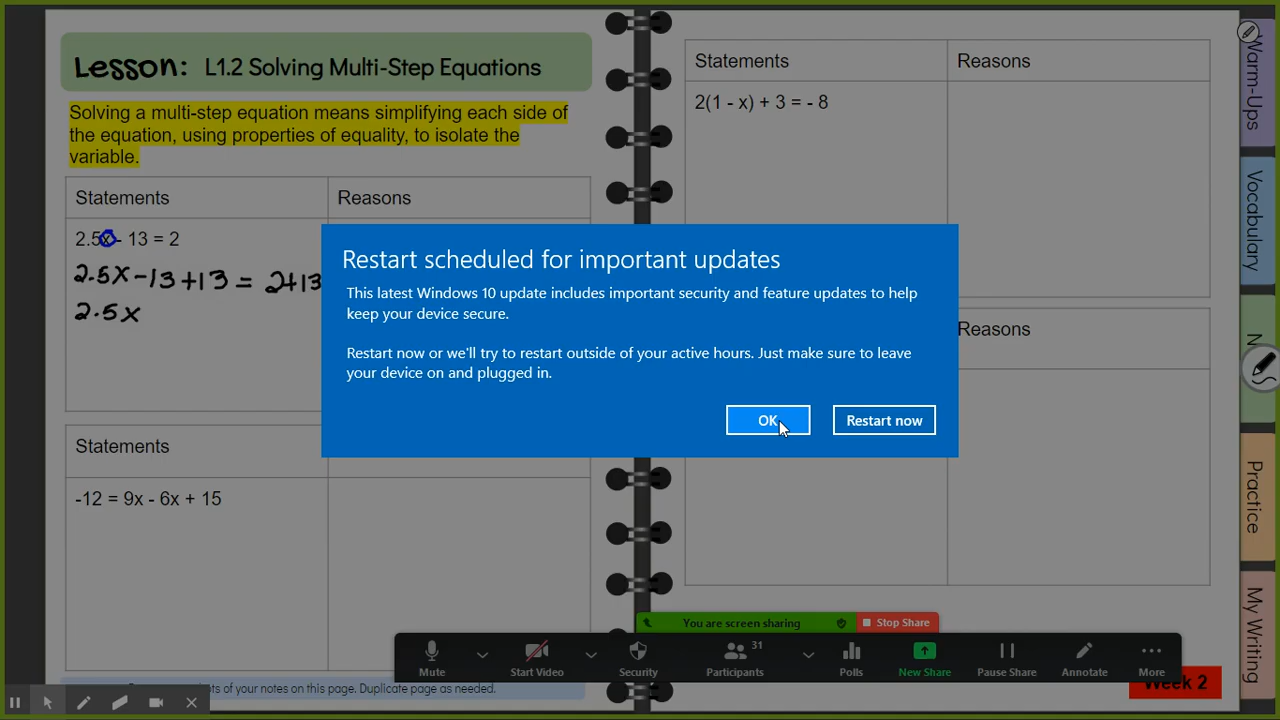 Lesson: L1.2 Solving Multi-Step Equations
Solving a multi-step equation means simplifying each side of
the equation, using properties of equality, to isolate the
variable.
Statements
Reasons
2.5x - 13 = 2
2.5x -13 +13 = 2+13
2.5x
Statements
-12 = 9x - 6x + 15
of your notes on this page. Duplicate page as needed.
Statements
Reasons
2(1 - x) + 3 = - 8
Reasons
Week 2
Warm-Ups
Vocabulary
N
Practice
My Writing
Restart scheduled for important updates
This latest Windows 10 update includes important security and feature updates to help
keep your device secure.
Restart now or we'll try to restart outside of your active hours. Just make sure to leave
your device on and plugged in.
OK
Restart now
You are screen sharing
Stop Share
31
Mute
Start Video
Security
Participants
Polls
New Share
Pause Share
Annotate
More